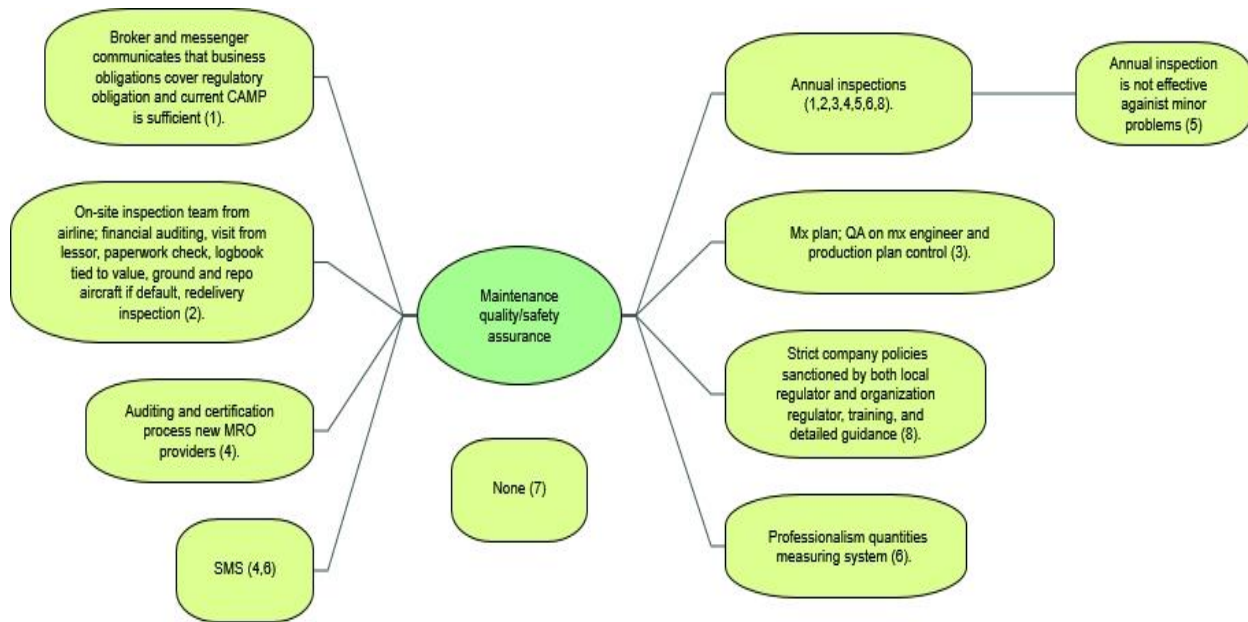 Broker and messenger
communicates that business
obligations cover regulatory
obligation and current CAMP
is sufficient (1).
On-site inspection team from
airline; financial auditing, visit from
lessor, paperwork check, logbook
tied to value, ground and repo
aircraft if default, redelivery
inspection (2).
Auditing and certification
process new MRO
providers (4).
SMS (4,6)
Maintenance
quality/safety
assurance
None (7)
Annual inspections
(1,2,3,4,5,6,8).
Annual inspection
is not effective
againist minor
problems (5)
Mx plan; QA on mx engineer and
production plan control (3).
Strict company policies
sanctioned by both local
regulator and organization
regulator, training, and
detailed guidance (8).
Professionalism quantities
measuring system (6).